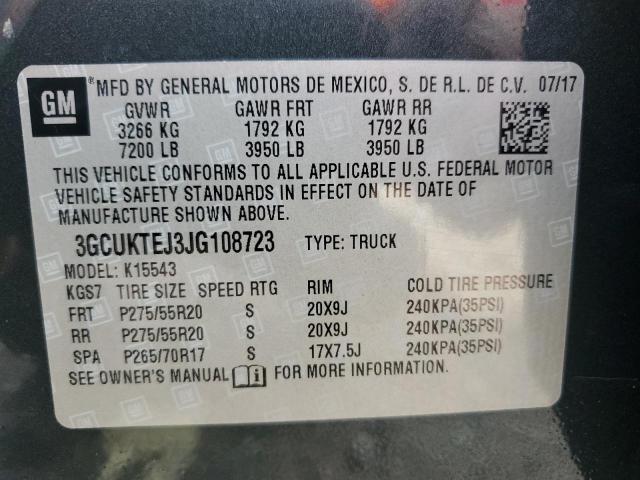 GM
® MFD BY GENERAL MOTORS DE MEXICO, S. DE R.L. DE C.V. 07/17
GVWR GAWR FRT GAWR RR
3266 KG 1792 KG 1792 KG
7200 LB 3950 LB 3950 LB
THIS VEHICLE CONFORMS TO ALL APPLICABLE U.S. FEDERAL MOTOR
VEHICLE SAFETY STANDARDS IN EFFECT ON THE DATE OF
MANUFACTURE SHOWN ABOVE.
3GCUKTEJ3JG108723 TYPE: TRUCK
MODEL: K15543
KGS7 TIRE SIZE SPEED RTG RIM COLD TIRE PRESSURE
FRT P275/55R20 S 20X9J 240KPA(35PSI)
RR P275/55R20 S 20X9J 240KPA(35PSI)
SPA P265/70R17 S 17X7.5J 240KPA(35PSI)
SEE OWNER'S MANUAL FOR MORE INFORMATION.